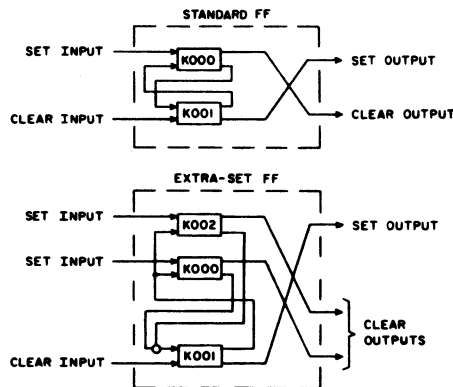 STANDARD FF
SET INPUT
K000
SET OUTPUT
K001
CLEAR INPUT
CLEAR OUTPUT
EXTRA-SET FF
SET INPUT
K002
SET OUTPUT
SET INPUT
K000
CLEAR
OUTPUTS
K001
CLEAR INPUT